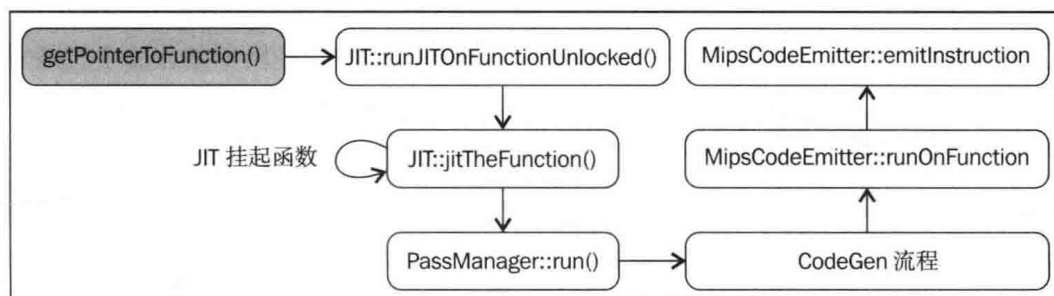 getPointerToFunction()
JIT::runJITOnFunctionUnlocked()
MipsCodeEmitter::emitInstruction
JIT 挂起函数
JIT::jitTheFunction()
MipsCodeEmitter::runOnFunction
PassManager::run()
CodeGen 流程